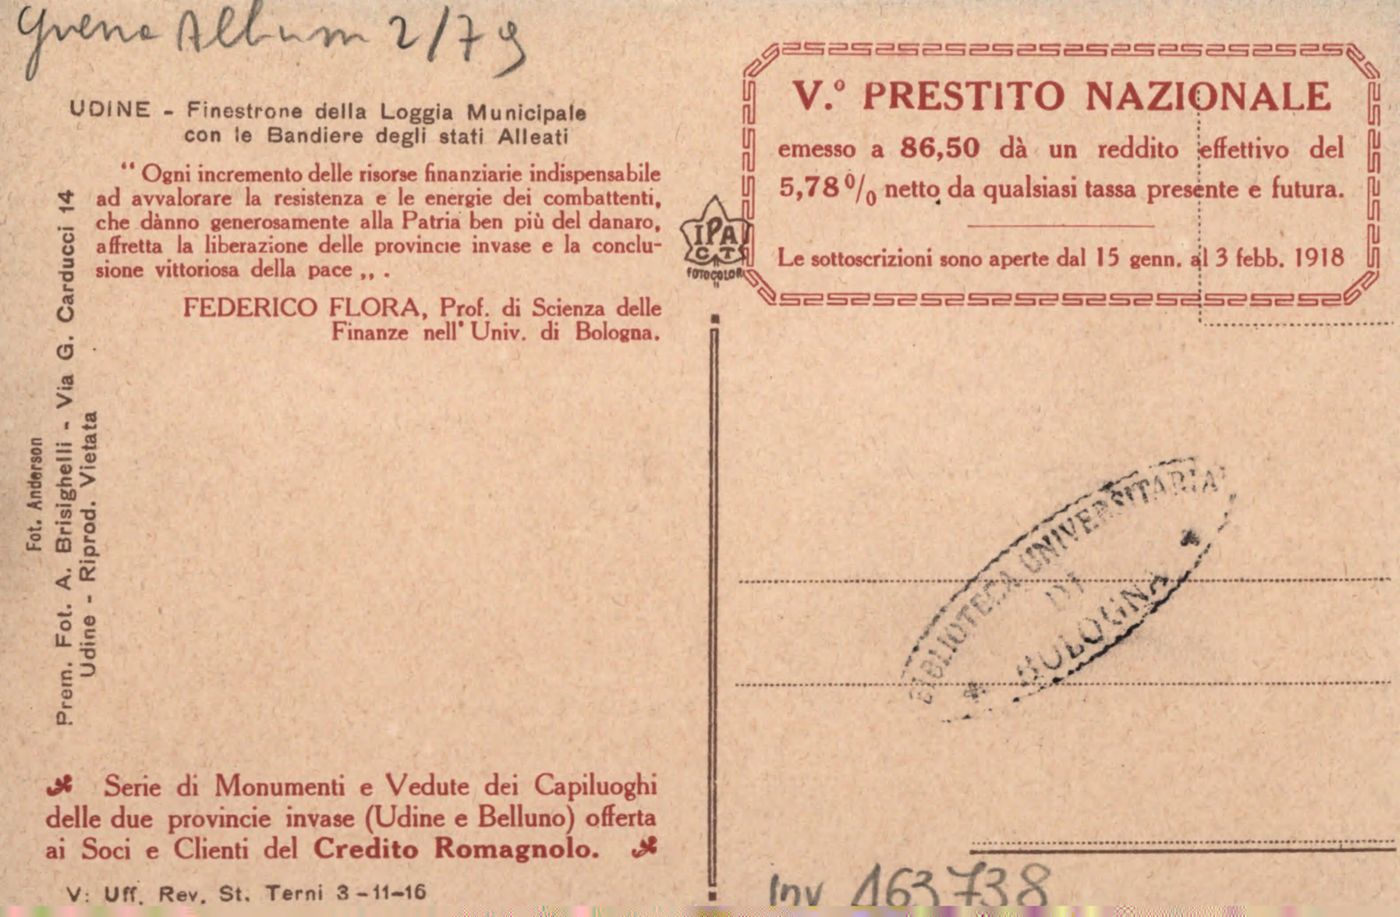 Guerra Album 2/79
UDINE - Finestrone della Loggia Municipale
con le Bandiere degli stati Alleati
“ Ogni incremento delle risorse finanziarie indispensabile
ad avvalorare la resistenza e le energie dei combattenti,
che dànno generosamente alla Patria ben più del danaro,
affretta la liberazione delle provincie invase e la conclu-
sione vittoriosa della pace „ .
FEDERICO FLORA, Prof. di Scienza delle
Finanze nell' Univ. di Bologna.
Fot. Anderson
Prem. Fot. A. Brisighelli - Via G. Carducci 14
Udine - Riprod. Vietata
Serie di Monumenti e Vedute dei Capiluoghi
delle due provincie invase (Udine e Belluno) offerta
ai Soci e Clienti del Credito Romagnolo.
V: Uff. Rev. St. Terni 3-11-16
IPA
CT
FOTOCOLOR
V.º PRESTITO NAZIONALE
emesso a 86,50 dà un reddito effettivo del
5,78 % netto da qualsiasi tassa presente e futura.
Le sottoscrizioni sono aperte dal 15 genn. al 3 febb. 1918
BIBLIOTECA UNIVERSITARIA
DI
* BOLOGNA *
Inv 163738